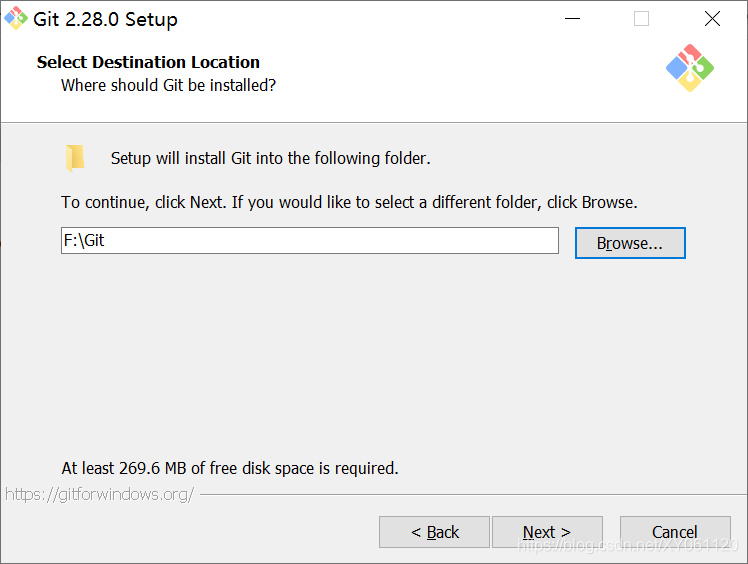 Git 2.28.0 Setup
Select Destination Location
Where should Git be installed?
Setup will install Git into the following folder.
To continue, click Next. If you would like to select a different folder, click Browse.
F:\Git
Browse...
At least 269.6 MB of free disk space is required.
https://gitforwindows.org/
< Back
Next >
Cancel
https://blog.csdn.net/XY061120